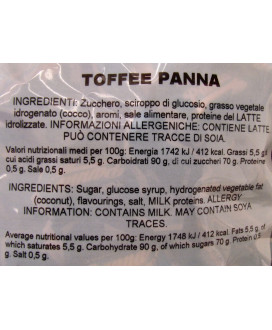 TOFFEE PANNA
INGREDIENTI: Zucchero, sciroppo di glucosio, grasso vegetale
idrogenato (cocco), aromi, sale alimentare, proteine del LATTE
idrolizzate. INFORMAZIONI ALLERGENICHE: CONTIENE LATTE
PUÒ CONTENERE TRACCE DI SOIA.
Valori nutrizionali medi per 100g: Energia 1742 kJ / 412 kcal. Grassi 5,5 g
cui acidi grassi saturi 5,5 g. Carboidrati 90 g, di cui zuccheri 70 g. Proteine
0,5 g. Sale 0,5 g.
INGREDIENTS: Sugar, glucose syrup, hydrogenated vegetable fat
(coconut), flavourings, salt, MILK proteins. ALLERGY
INFORMATION: CONTAINS MILK. MAY CONTAIN SOYA
TRACES.
Average nutritional values per 100g: Energy 1748 kJ / 412 kcal. Fats 5,5 g, of
which saturates 5,5 g. Carbohydrate 90 g, of which sugars 70 g. Protein 0,5
g. Salt 0,5 g.